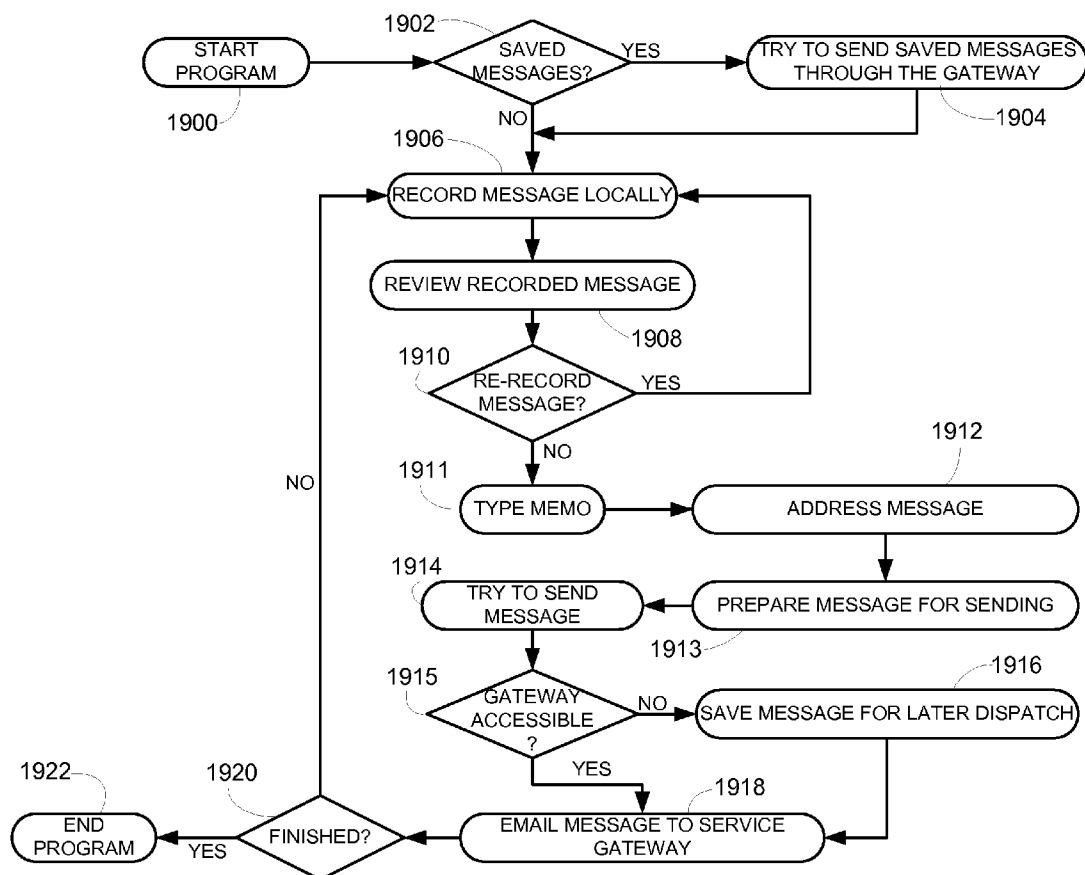 1902
START
PROGRAM
SAVED
MESSAGES?
YES
TRY TO SEND SAVED MESSAGES
THROUGH THE GATEWAY
1900
NO
1904
1906
RECORD MESSAGE LOCALLY
REVIEW RECORDED MESSAGE
1908
1910
RE-RECORD
MESSAGE?
YES
NO
1912
NO
1911
TYPE MEMO
ADDRESS MESSAGE
1914
TRY TO SEND
MESSAGE
PREPARE MESSAGE FOR SENDING
1913
1916
1915
GATEWAY
ACCESSIBLE
?
NO
SAVE MESSAGE FOR LATER DISPATCH
YES
1918
1922
1920
END
PROGRAM
YES
FINISHED?
EMAIL MESSAGE TO SERVICE
GATEWAY